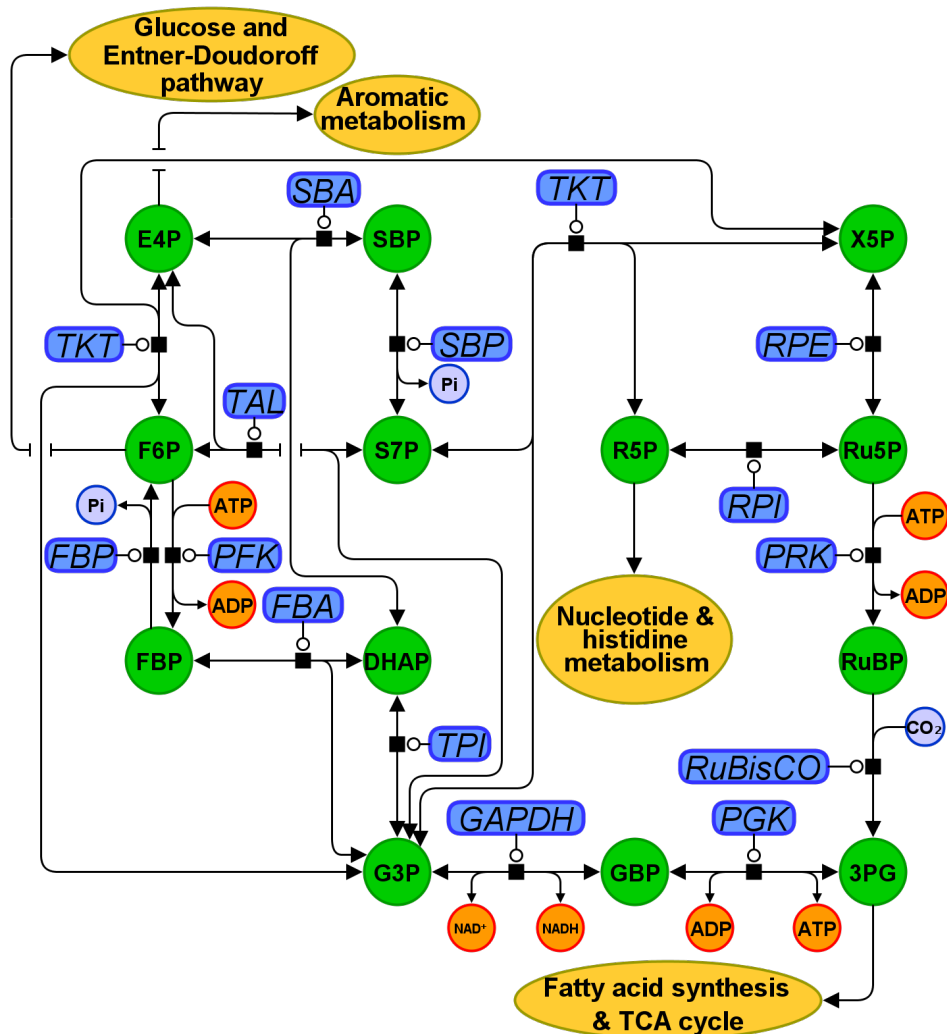 Glucose and
Entner-Doudoroff
pathway
Aromatic
metabolism
SBA
TKT
E4P
SBP
X5P
TKT
SBP
RPE
Pi
TAL
F6P
S7P
R5P
Ru5P
RPI
Pi
ATP
ATP
FBP
PFK
PRK
ADP
FBA
ADP
Nucleotide &
histidine
metabolism
FBP
DHAP
RuBP
CO₂
TPI
RuBisCO
GAPDH
PGK
G3P
GBP
3PG
NAD⁺
NADH
ADP
ATP
Fatty acid synthesis
& TCA cycle